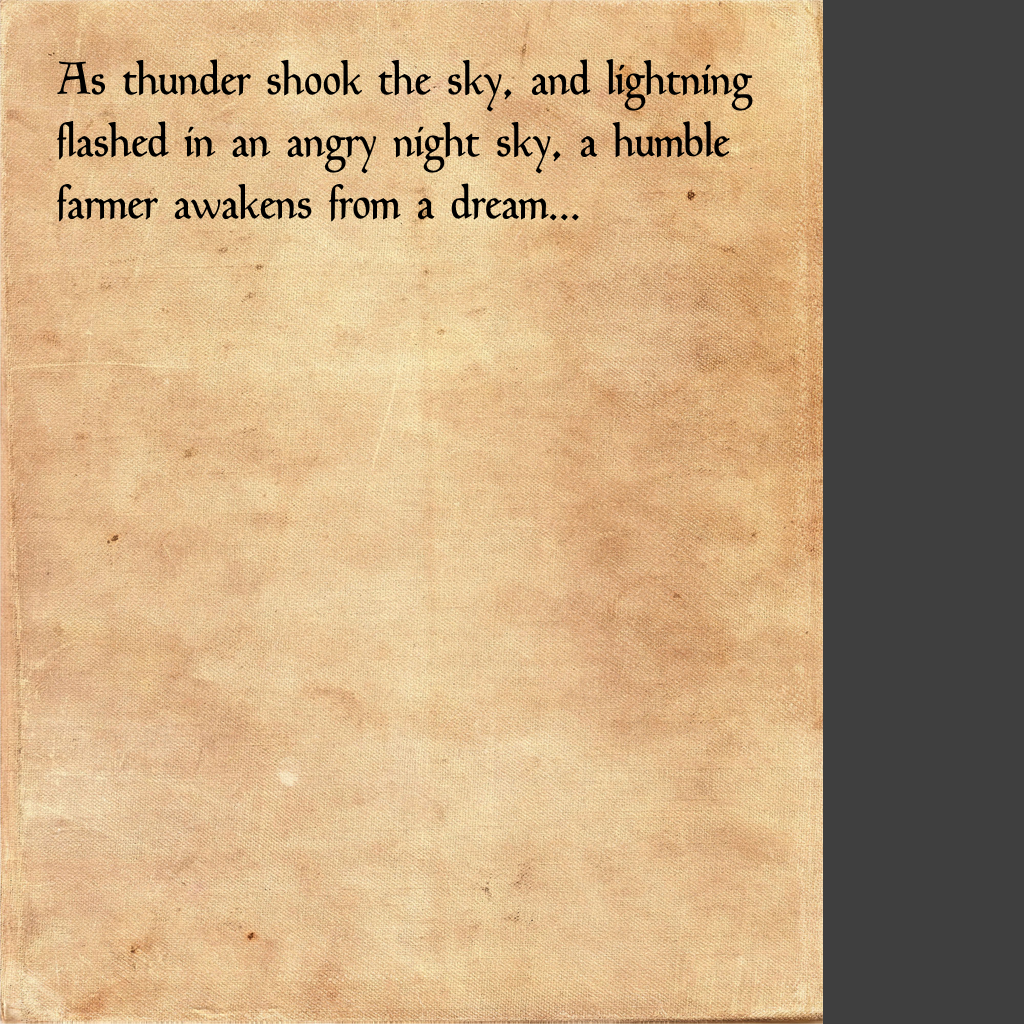 As thunder shook the sky, and lightning
flashed in an angry night sky, a humble
farmer awakens from a dream...